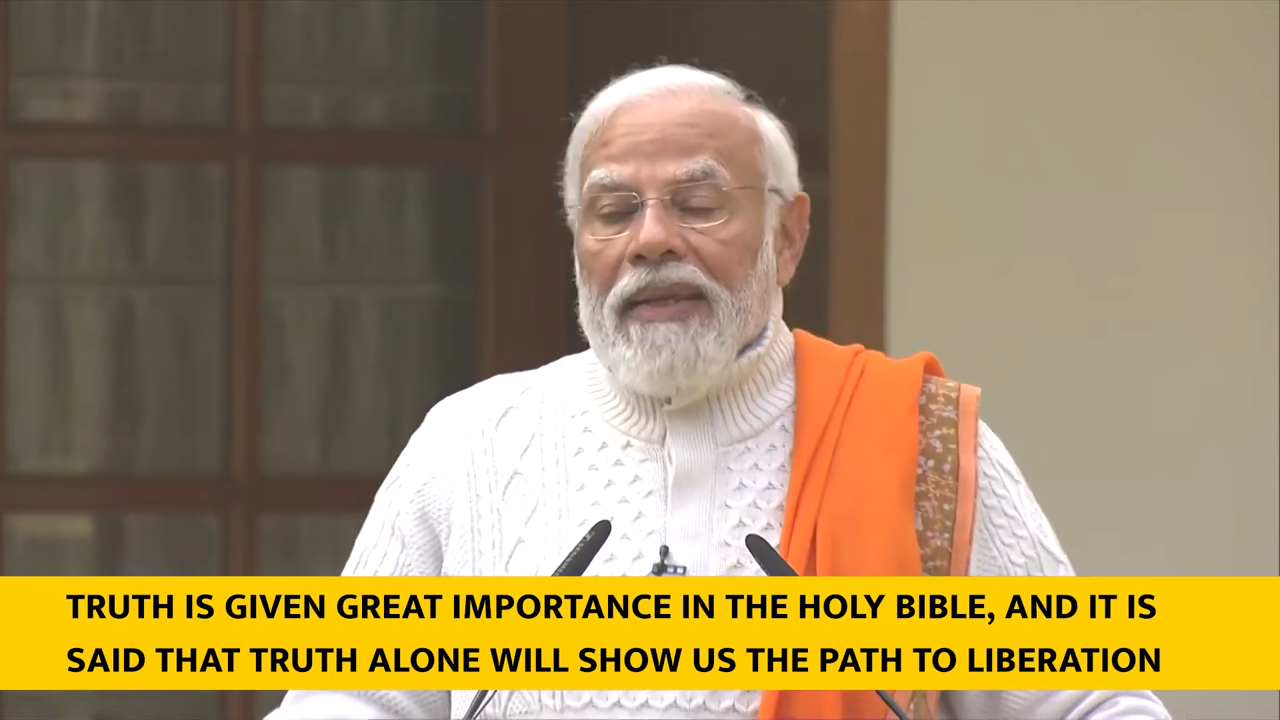 TRUTH IS GIVEN GREAT IMPORTANCE IN THE HOLY BIBLE, AND IT IS
SAID THAT TRUTH ALONE WILL SHOW US THE PATH TO LIBERATION